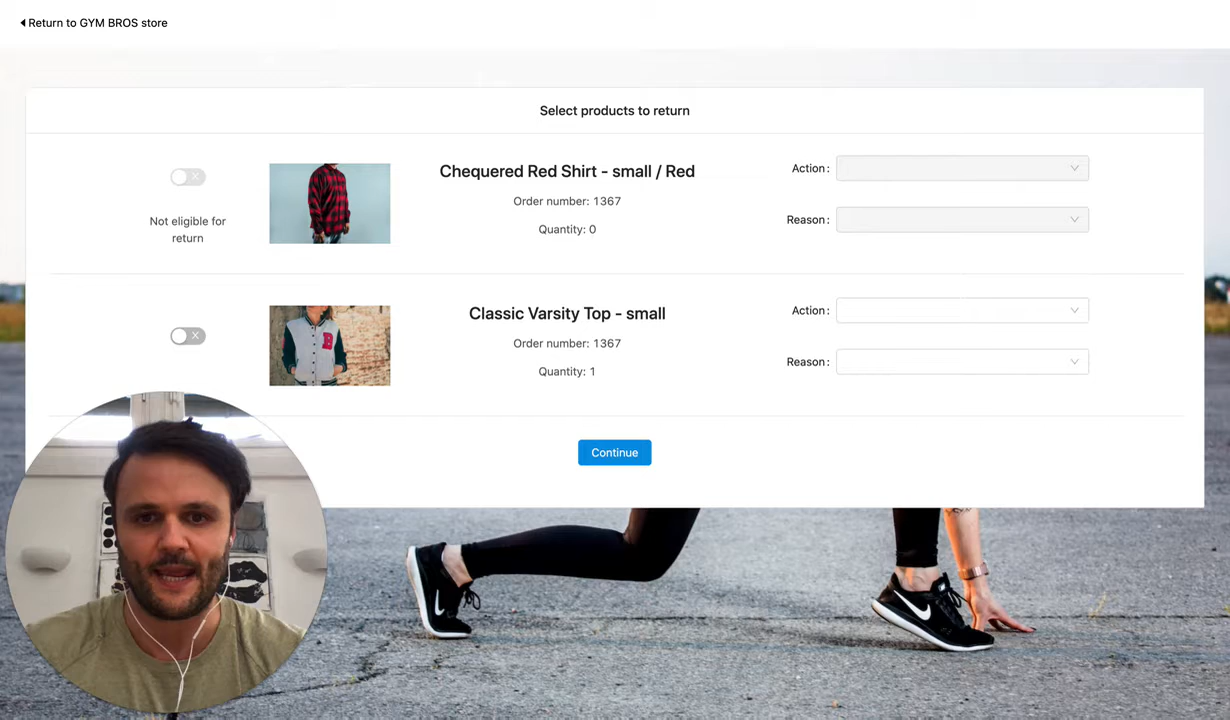 Return to GYM BROS store
Select products to return
Not eligible for
return
Chequered Red Shirt - small / Red
Order number: 1367
Quantity: 0
Action:
Reason:
Classic Varsity Top - small
Order number: 1367
Quantity: 1
Action:
Reason:
B
Continue